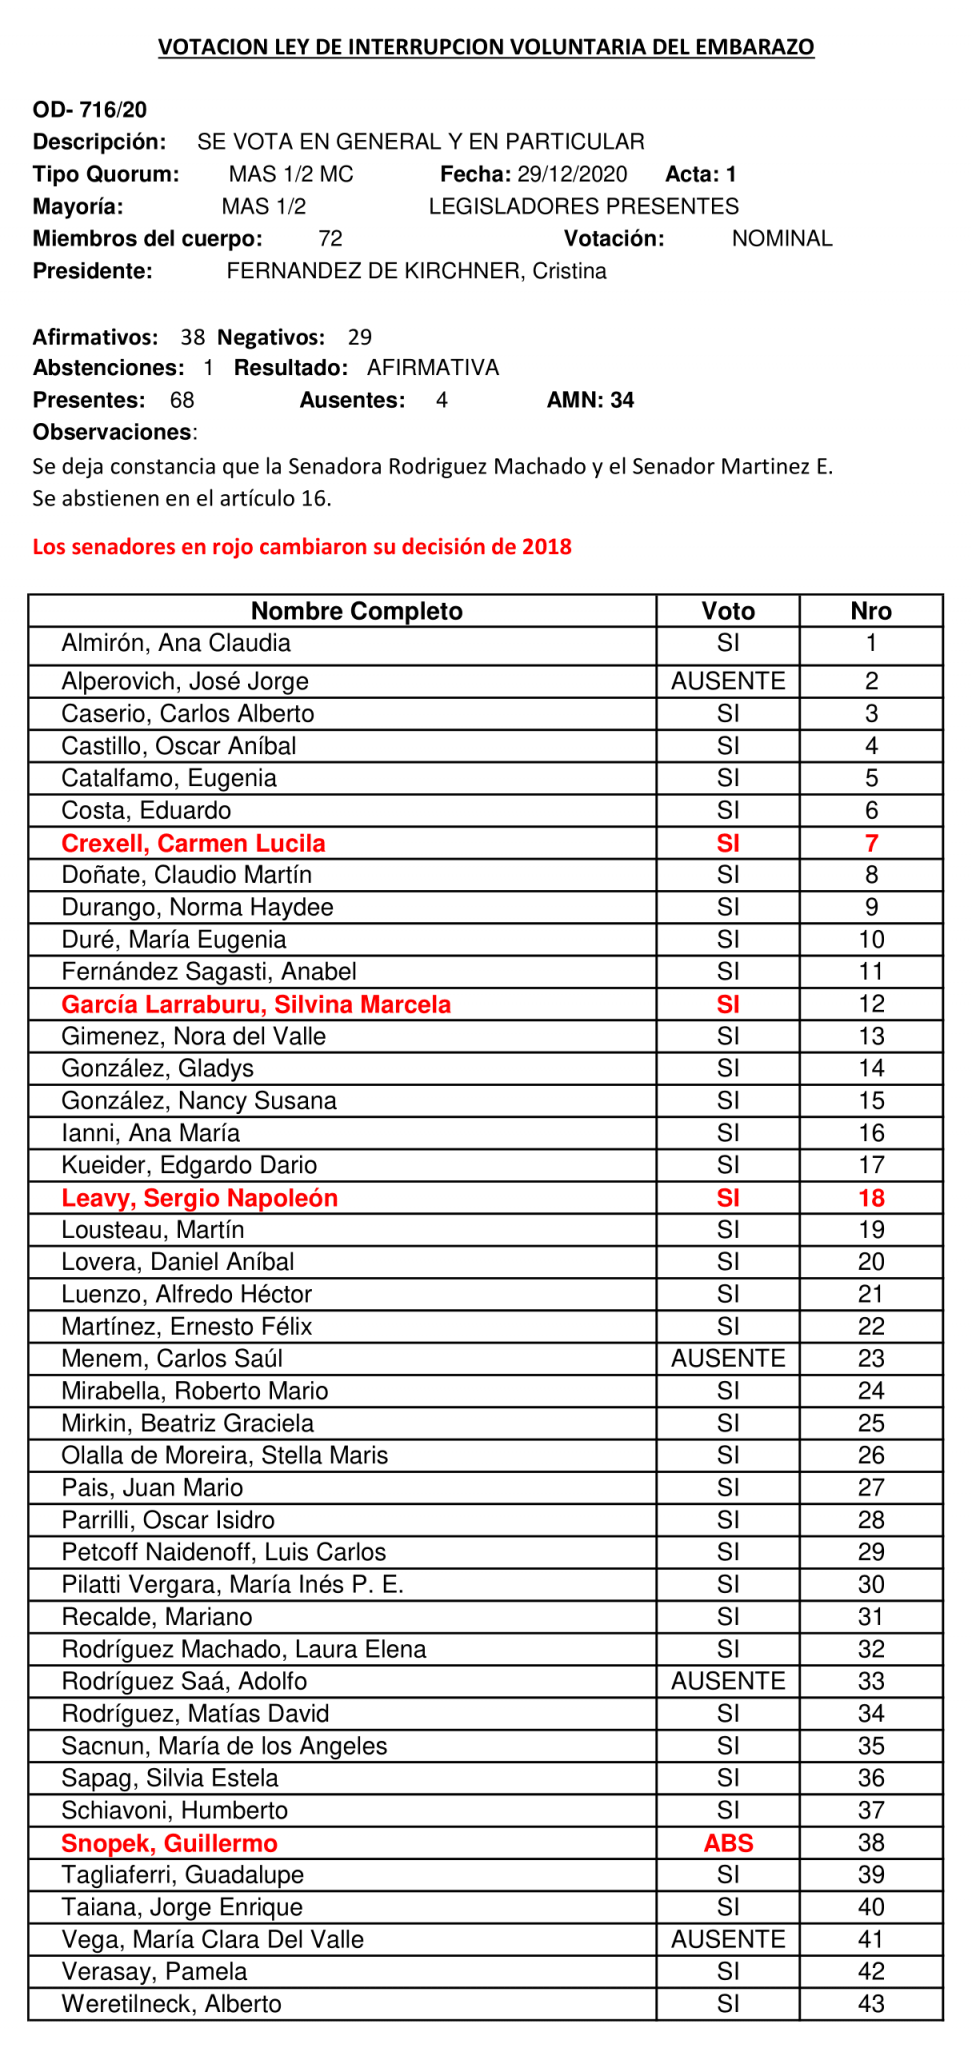 VOTACION LEY DE INTERRUPCION VOLUNTARIA DEL EMBARAZO
OD- 716/20
Descripción: SE VOTA EN GENERAL Y EN PARTICULAR
Tipo Quorum: MAS 1/2 MC Fecha: 29/12/2020 Acta: 1
Mayoría: MAS 1/2 LEGISLADORES PRESENTES
Miembros del cuerpo: 72 Votación: NOMINAL
Presidente: FERNANDEZ DE KIRCHNER, Cristina
Afirmativos: 38 Negativos: 29
Abstenciones: 1 Resultado: AFIRMATIVA
Presentes: 68 Ausentes: 4 AMN: 34
Observaciones:
Se deja constancia que la Senadora Rodriguez Machado y el Senador Martinez E.
Se abstienen en el artículo 16.
Los senadores en rojo cambiaron su decisión de 2018
Nombre Completo Voto Nro
Almirón, Ana Claudia SI 1
Alperovich, José Jorge AUSENTE 2
Caserio, Carlos Alberto SI 3
Castillo, Oscar Aníbal SI 4
Catalfamo, Eugenia SI 5
Costa, Eduardo SI 6
Crexell, Carmen Lucila SI 7
Doñate, Claudio Martín SI 8
Durango, Norma Haydee SI 9
Duré, María Eugenia SI 10
Fernández Sagasti, Anabel SI 11
García Larraburu, Silvina Marcela SI 12
Gimenez, Nora del Valle SI 13
González, Gladys SI 14
González, Nancy Susana SI 15
Ianni, Ana María SI 16
Kueider, Edgardo Dario SI 17
Leavy, Sergio Napoleón SI 18
Lousteau, Martín SI 19
Lovera, Daniel Aníbal SI 20
Luenzo, Alfredo Héctor SI 21
Martínez, Ernesto Félix SI 22
Menem, Carlos Saúl AUSENTE 23
Mirabella, Roberto Mario SI 24
Mirkin, Beatriz Graciela SI 25
Olalla de Moreira, Stella Maris SI 26
Pais, Juan Mario SI 27
Parrilli, Oscar Isidro SI 28
Petcoff Naidenoff, Luis Carlos SI 29
Pilatti Vergara, María Inés P. E. SI 30
Recalde, Mariano SI 31
Rodríguez Machado, Laura Elena SI 32
Rodríguez Saá, Adolfo AUSENTE 33
Rodríguez, Matías David SI 34
Sacnun, María de los Angeles SI 35
Sapag, Silvia Estela SI 36
Schiavoni, Humberto SI 37
Snopek, Guillermo ABS 38
Tagliaferri, Guadalupe SI 39
Taiana, Jorge Enrique SI 40
Vega, María Clara Del Valle AUSENTE 41
Verasay, Pamela SI 42
Weretilneck, Alberto SI 43